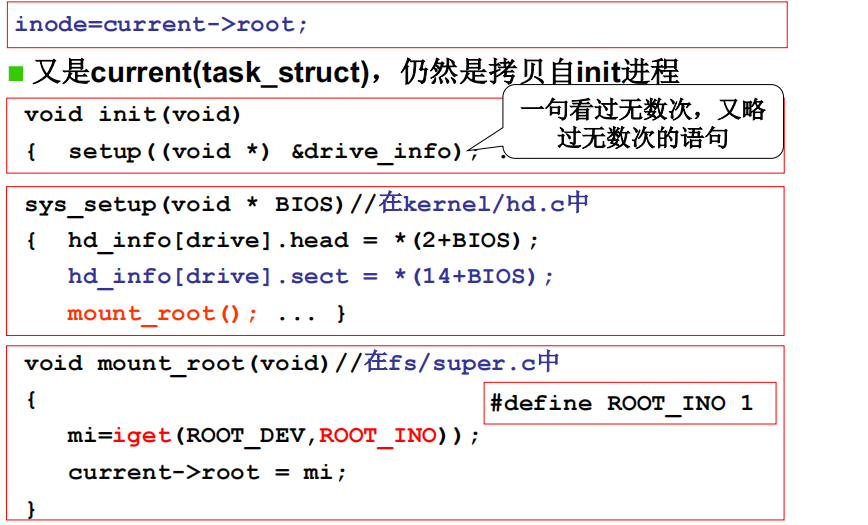 inode=current->root;
又是current(task_struct)，仍然是拷贝自init进程
void init(void)
{ setup((void *) &drive_info); .
一句看过无数次，又略
过无数次的语句
sys_setup(void * BIOS)//在kernel/hd.c中
{ hd_info[drive].head = *(2+BIOS);
hd_info[drive].sect = *(14+BIOS);
mount_root(); ... }
void mount_root(void)//在fs/super.c中
{
#define ROOT_INO 1
mi=iget(ROOT_DEV,ROOT_INO));
current->root = mi;
}